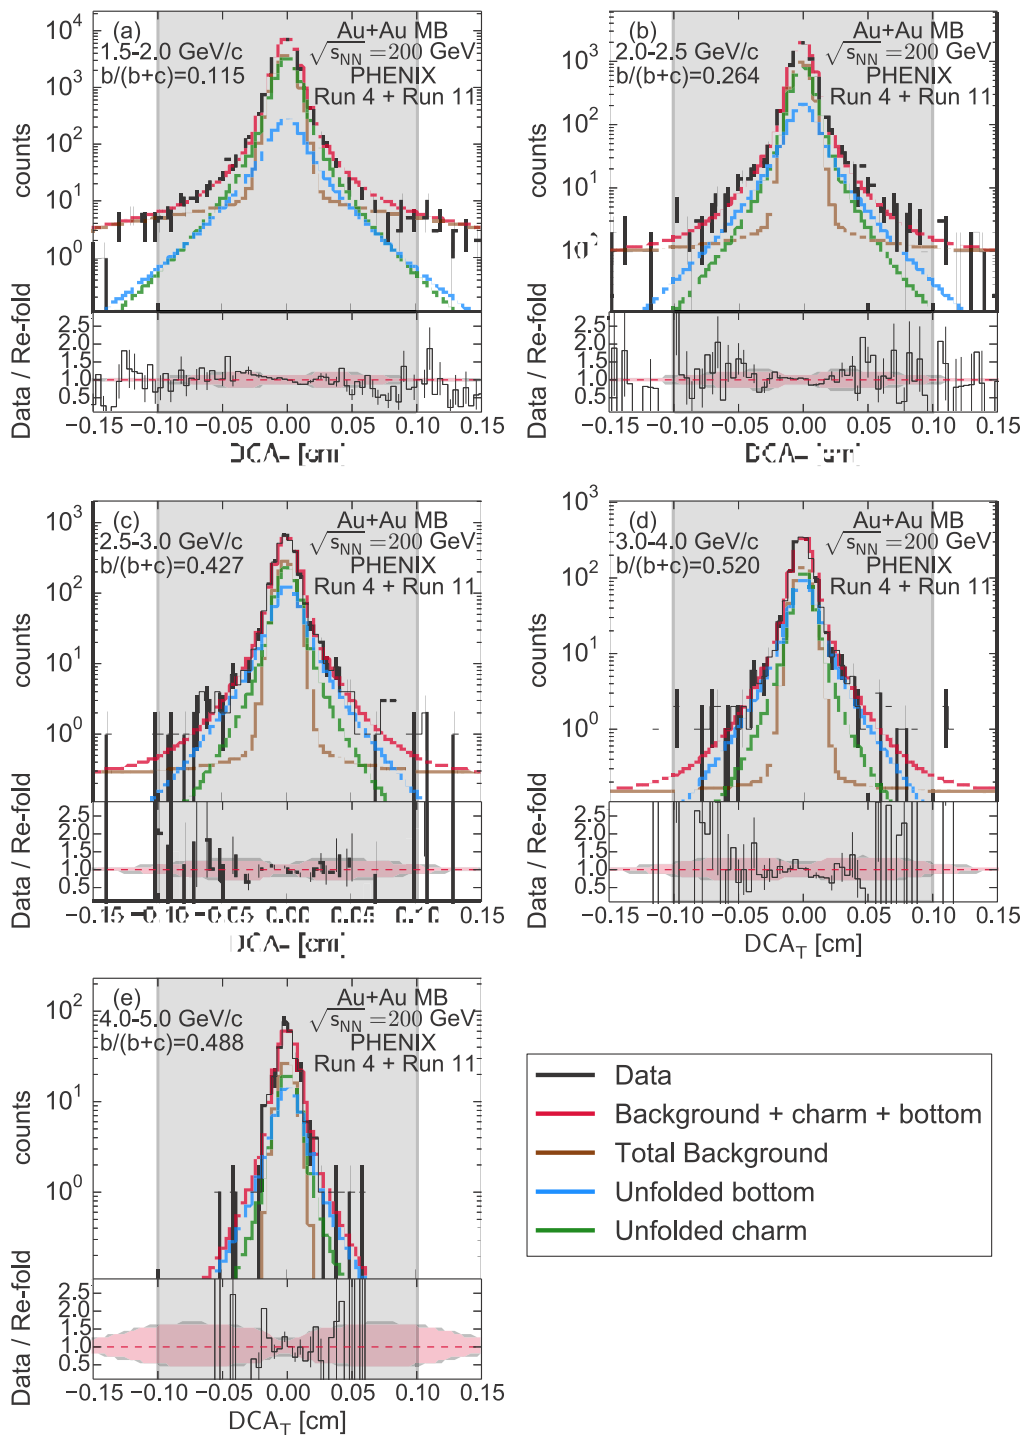 (a)
Au+Au MB
1.5-2.0 GeV/c
√sNN = 200 GeV
b/(b+c)=0.115
PHENIX
Run 4 + Run 11
counts
10^4
10^3
10^2
10^1
10^0
Data / Re-fold
2.5
1.5
1.0
0.5
−0.15 −0.10 −0.05 0.00 0.05 0.10 0.15
[cm]
(b)
Au+Au MB
2.0-2.5 GeV/c
√sNN = 200 GeV
b/(b+c)=0.264
PHENIX
Run 4 + Run 11
counts
10^3
10^2
10^1
Data / Re-fold
2.5
1.5
1.0
0.5
−0.15 −0.10 −0.05 0.00 0.05 0.10 0.15
(c)
Au+Au MB
2.5-3.0 GeV/c
√sNN = 200 GeV
b/(b+c)=0.427
PHENIX
Run 4 + Run 11
counts
10^3
10^2
10^1
10^0
Data / Re-fold
2.5
1.5
1.0
0.5
−0.15 −0.10 −0.05 0.00 0.05 0.10 0.15
[cm]
(d)
Au+Au MB
3.0-4.0 GeV/c
√sNN = 200 GeV
b/(b+c)=0.520
PHENIX
Run 4 + Run 11
counts
10^3
10^2
10^1
10^0
Data / Re-fold
2.5
1.5
1.0
0.5
−0.15 −0.10 −0.05 0.00 0.05 0.10 0.15
DCA_T [cm]
(e)
Au+Au MB
4.0-5.0 GeV/c
√sNN = 200 GeV
b/(b+c)=0.488
PHENIX
Run 4 + Run 11
counts
10^2
10^1
10^0
Data / Re-fold
2.5
1.5
1.0
0.5
−0.15 −0.10 −0.05 0.00 0.05 0.10 0.15
DCA_T [cm]
Data
Background + charm + bottom
Total Background
Unfolded bottom
Unfolded charm